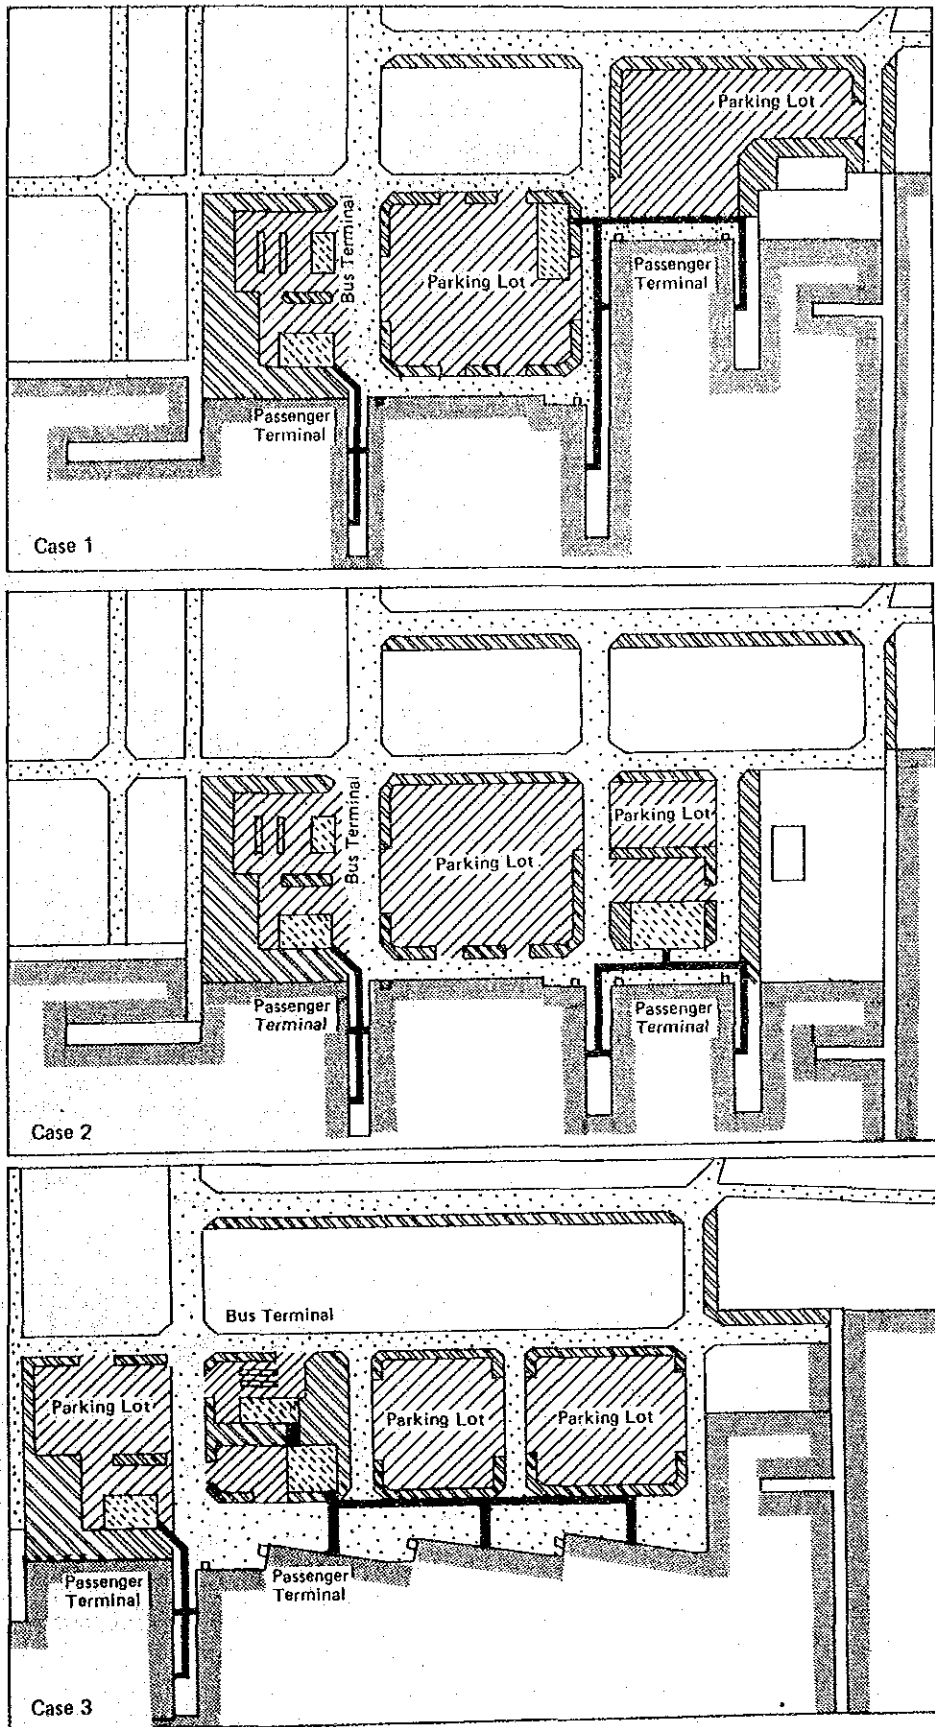 Parking Lot
Bus Terminal
Parking Lot
Passenger
Terminal
Passenger
Terminal
Case 1
Bus Terminal
Parking Lot
Parking Lot
Passenger
Terminal
Passenger
Terminal
Case 2
Bus Terminal
Parking Lot
Parking Lot
Parking Lot
Passenger
Terminal
Passenger
Terminal
Case 3